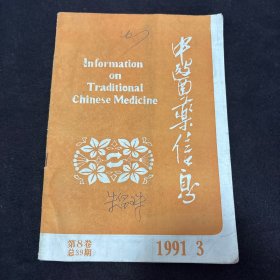 Information
on
Traditional
Chinese Medicine
中医药信息
第8卷
总39期
1991 3